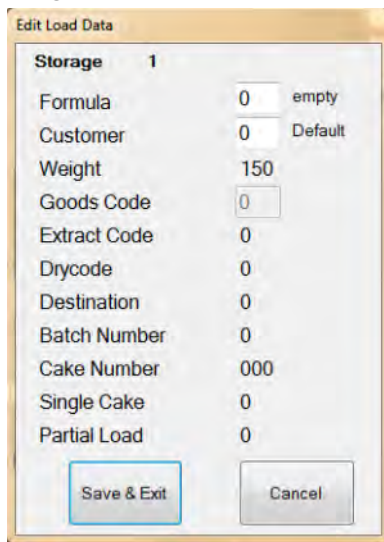 Edit Load Data
Storage 1
Formula 0 empty
Customer 0 Default
Weight 150
Goods Code 0
Extract Code 0
Drycode 0
Destination 0
Batch Number 0
Cake Number 000
Single Cake 0
Partial Load 0
Save & Exit Cancel